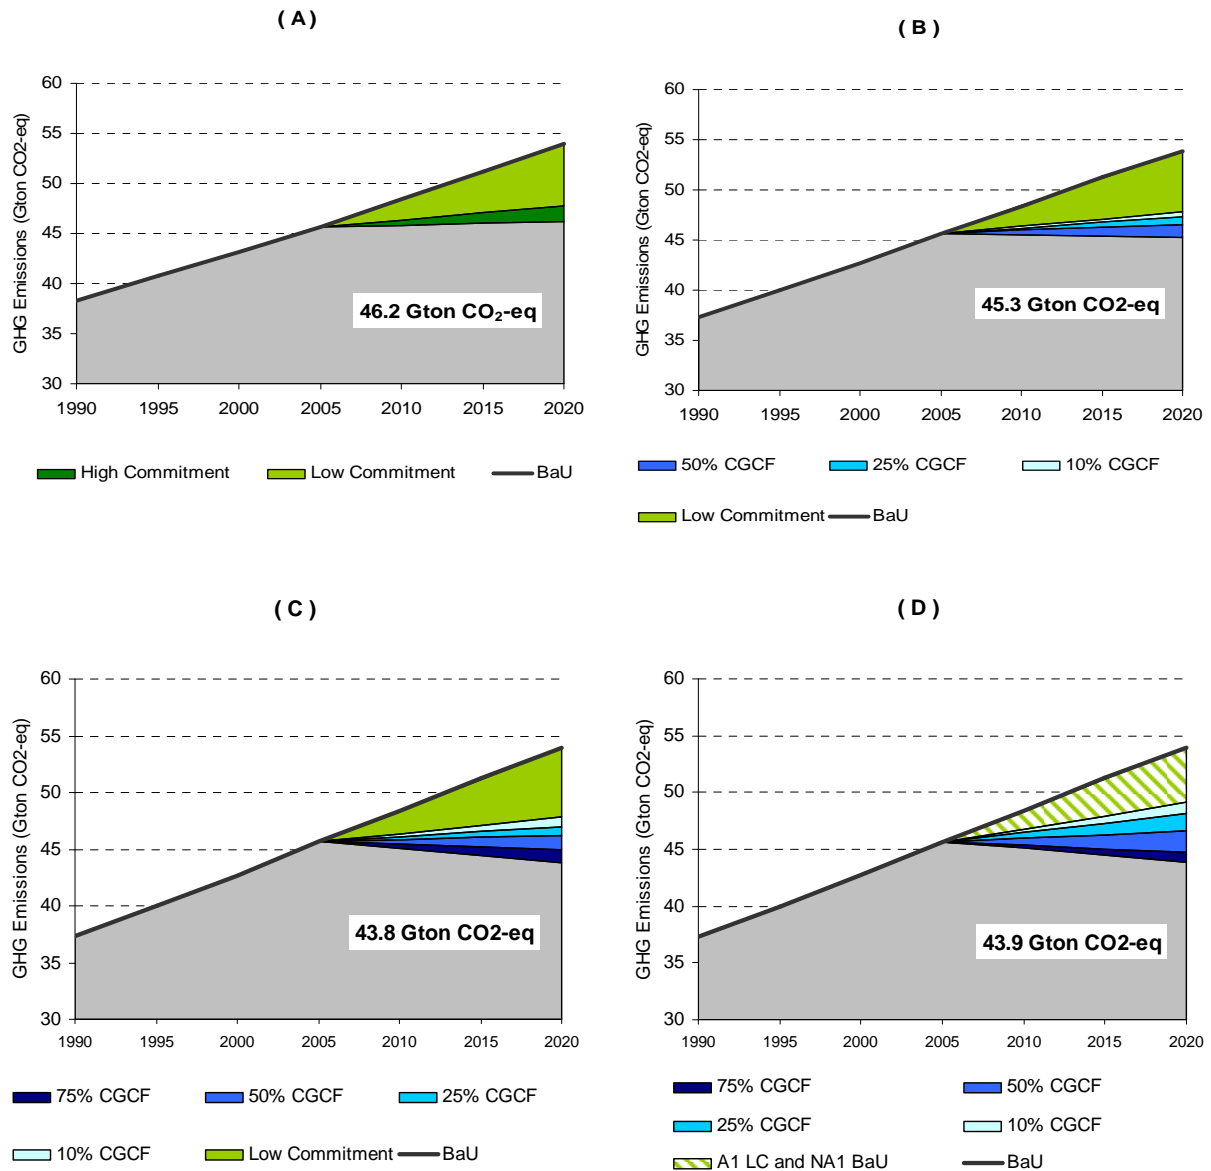 ( A )
GHG Emissions (Gton CO2-eq)
60
55
50
45
40
35
30
46.2 Gton CO₂-eq
1990 1995 2000 2005 2010 2015 2020
High Commitment Low Commitment BaU
( B )
GHG Emissions (Gton CO2-eq)
60
55
50
45
40
35
30
45.3 Gton CO2-eq
1990 1995 2000 2005 2010 2015 2020
50% CGCF 25% CGCF 10% CGCF
Low Commitment BaU
( C )
GHG Emissions (Gton CO2-eq)
60
55
50
45
40
35
30
43.8 Gton CO2-eq
1990 1995 2000 2005 2010 2015 2020
75% CGCF 50% CGCF 25% CGCF
10% CGCF Low Commitment BaU
( D )
GHG Emissions (Gton CO2-eq)
60
55
50
45
40
35
30
43.9 Gton CO2-eq
1990 1995 2000 2005 2010 2015 2020
75% CGCF 50% CGCF
25% CGCF 10% CGCF
A1 LC and NA1 BaU BaU